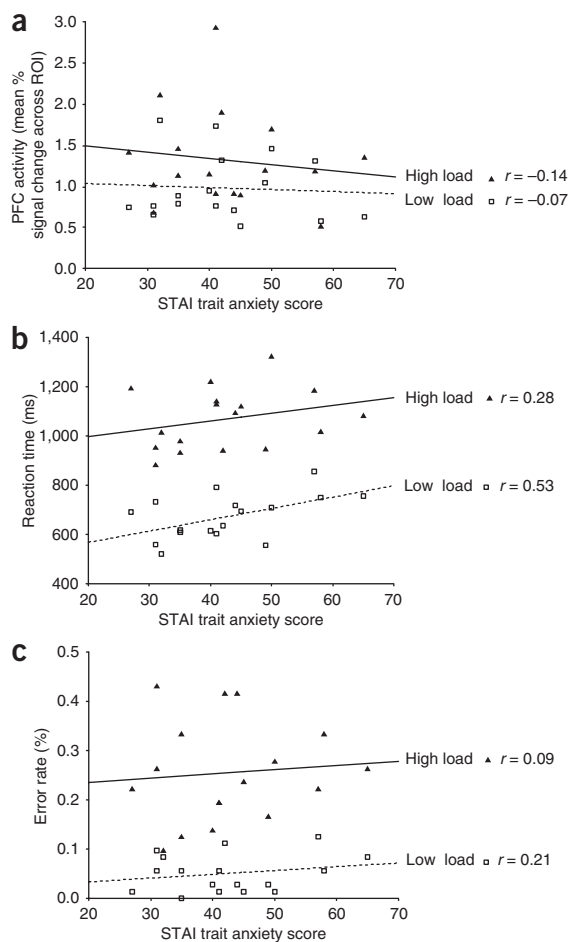 a
PFC activity (mean %
signal change across ROI)
3.0
2.5
2.0
1.5
1.0
0.5
0.0
20 30 40 50 60 70
STAI trait anxiety score
High load ▲ r = –0.14
Low load □ r = –0.07
b
Reaction time (ms)
1,400
1,200
1,000
800
600
400
20 30 40 50 60 70
STAI trait anxiety score
High load ▲ r = 0.28
Low load □ r = 0.53
c
Error rate (%)
0.5
0.4
0.3
0.2
0.1
0.0
20 30 40 50 60 70
STAI trait anxiety score
High load ▲ r = 0.09
Low load □ r = 0.21